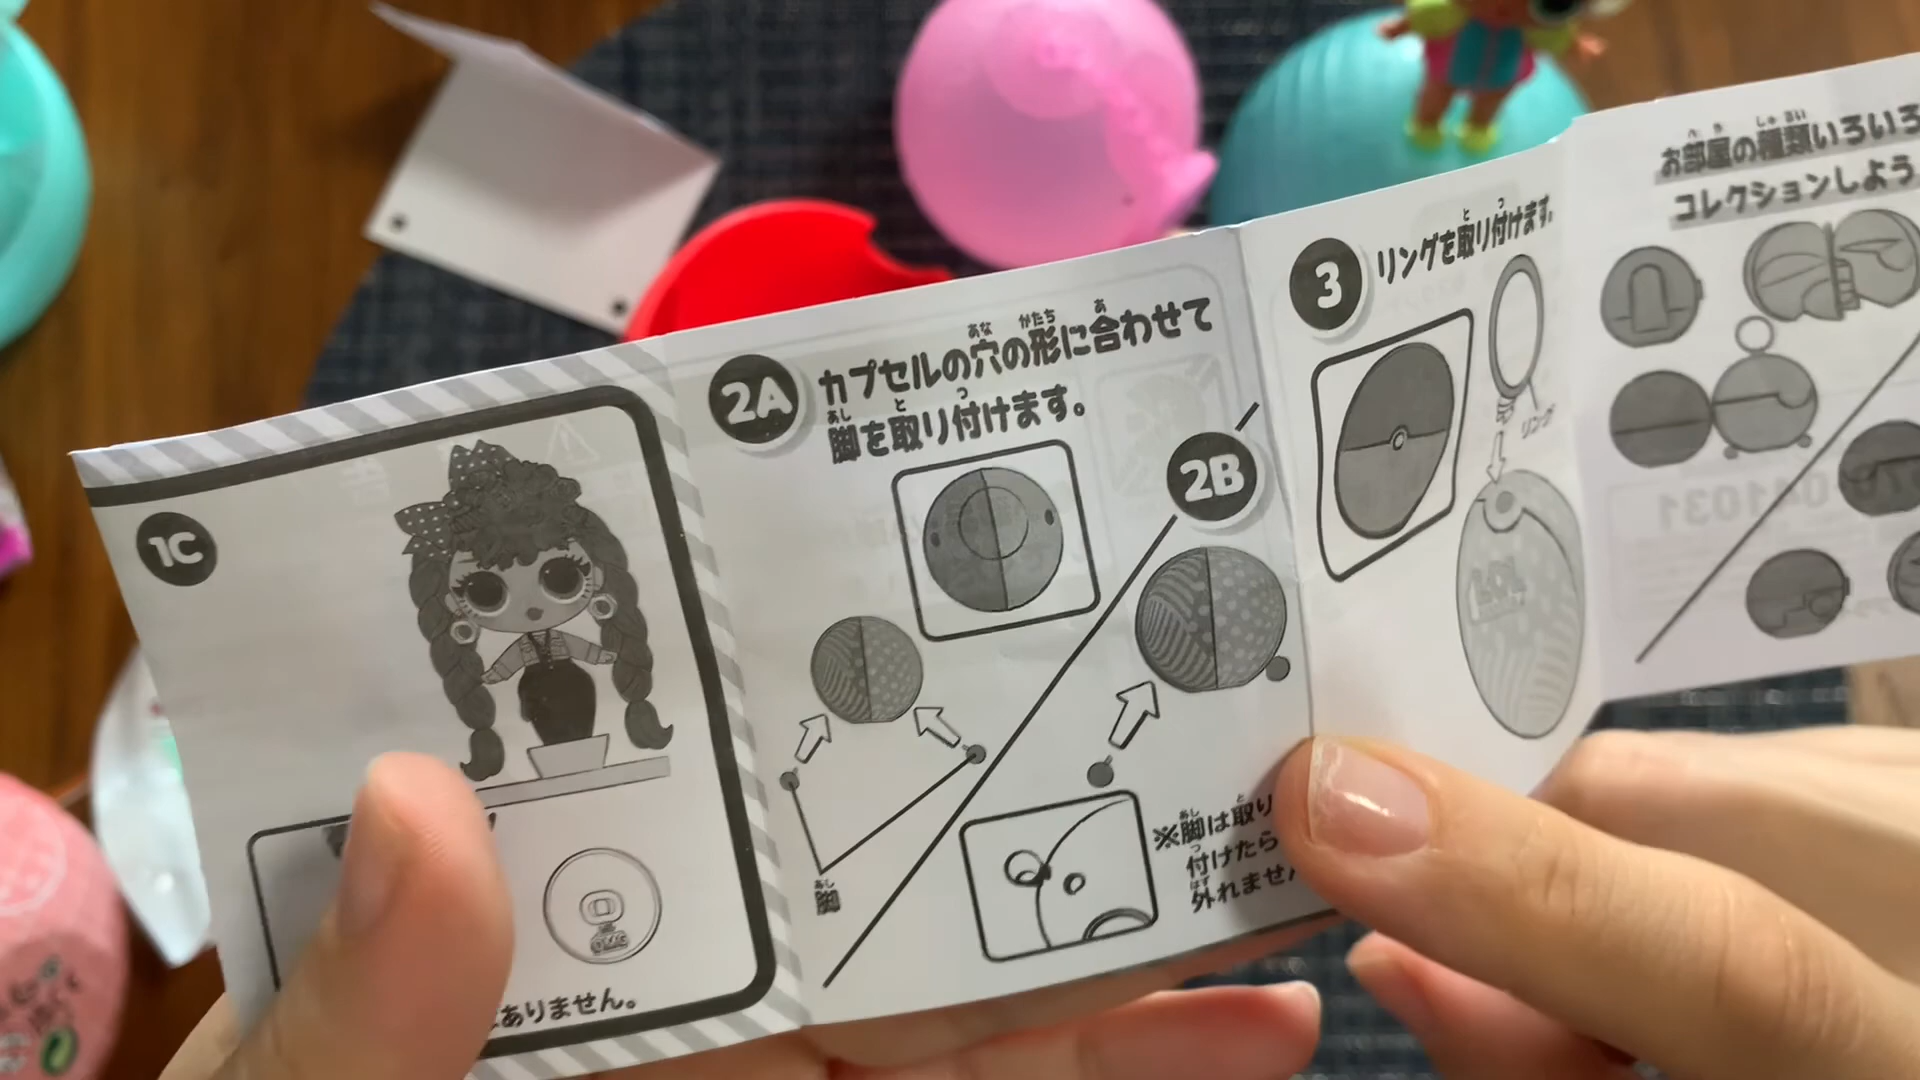 1C
ありません。
2A
カプセルの穴の形に合わせて
脚を取り付けます。
脚
2B
※脚は取り
付けたら
外れません
3
リングを取り付けます。
リング
お部屋の種類いろいろ
コレクションしよう